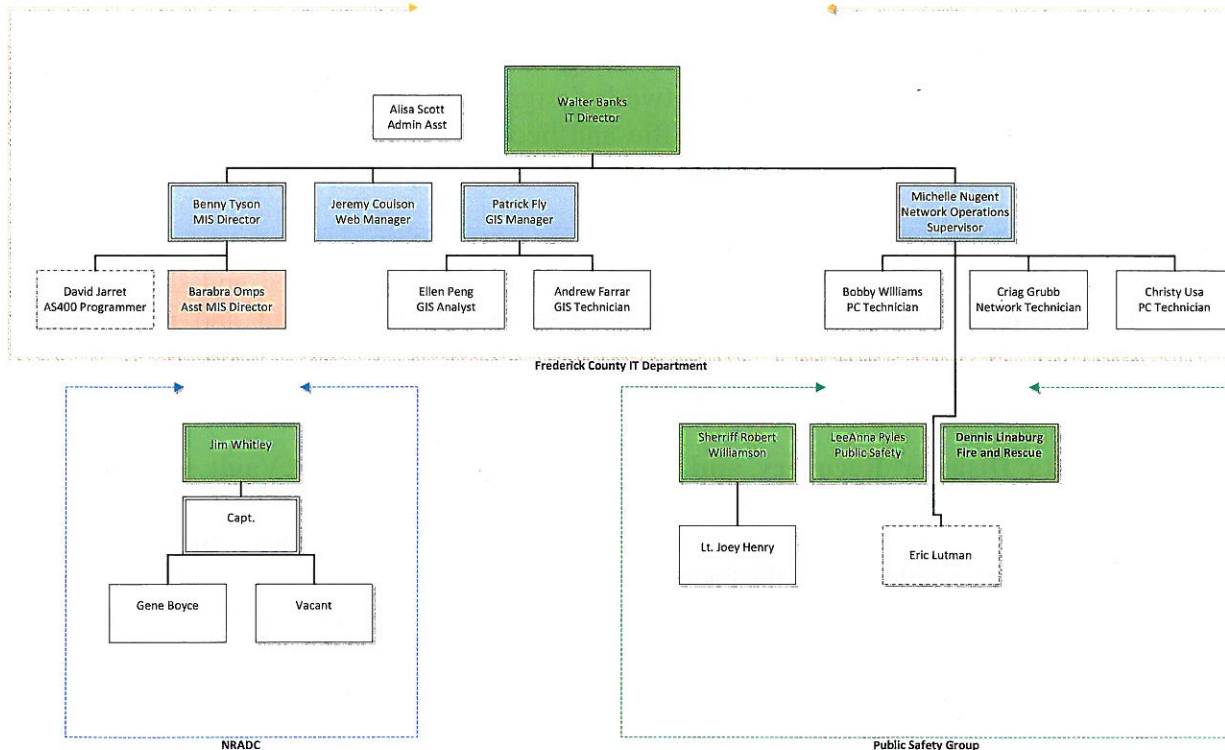 Alisa Scott
Admin Asst
Walter Banks
IT Director
Benny Tyson
MIS Director
Jeremy Coulson
Web Manager
Patrick Fly
GIS Manager
Michelle Nugent
Network Operations
Supervisor
David Jarret
AS400 Programmer
Barabra Omps
Asst MIS Director
Ellen Peng
GIS Analyst
Andrew Farrar
GIS Technician
Bobby Williams
PC Technician
Criag Grubb
Network Technician
Christy Usa
PC Technician
Frederick County IT Department
Jim Whitley
Capt.
Gene Boyce
Vacant
NRADC
Sherriff Robert
Williamson
LeeAnna Pyles
Public Safety
Dennis Linaburg
Fire and Rescue
Lt. Joey Henry
Eric Lutman
Public Safety Group